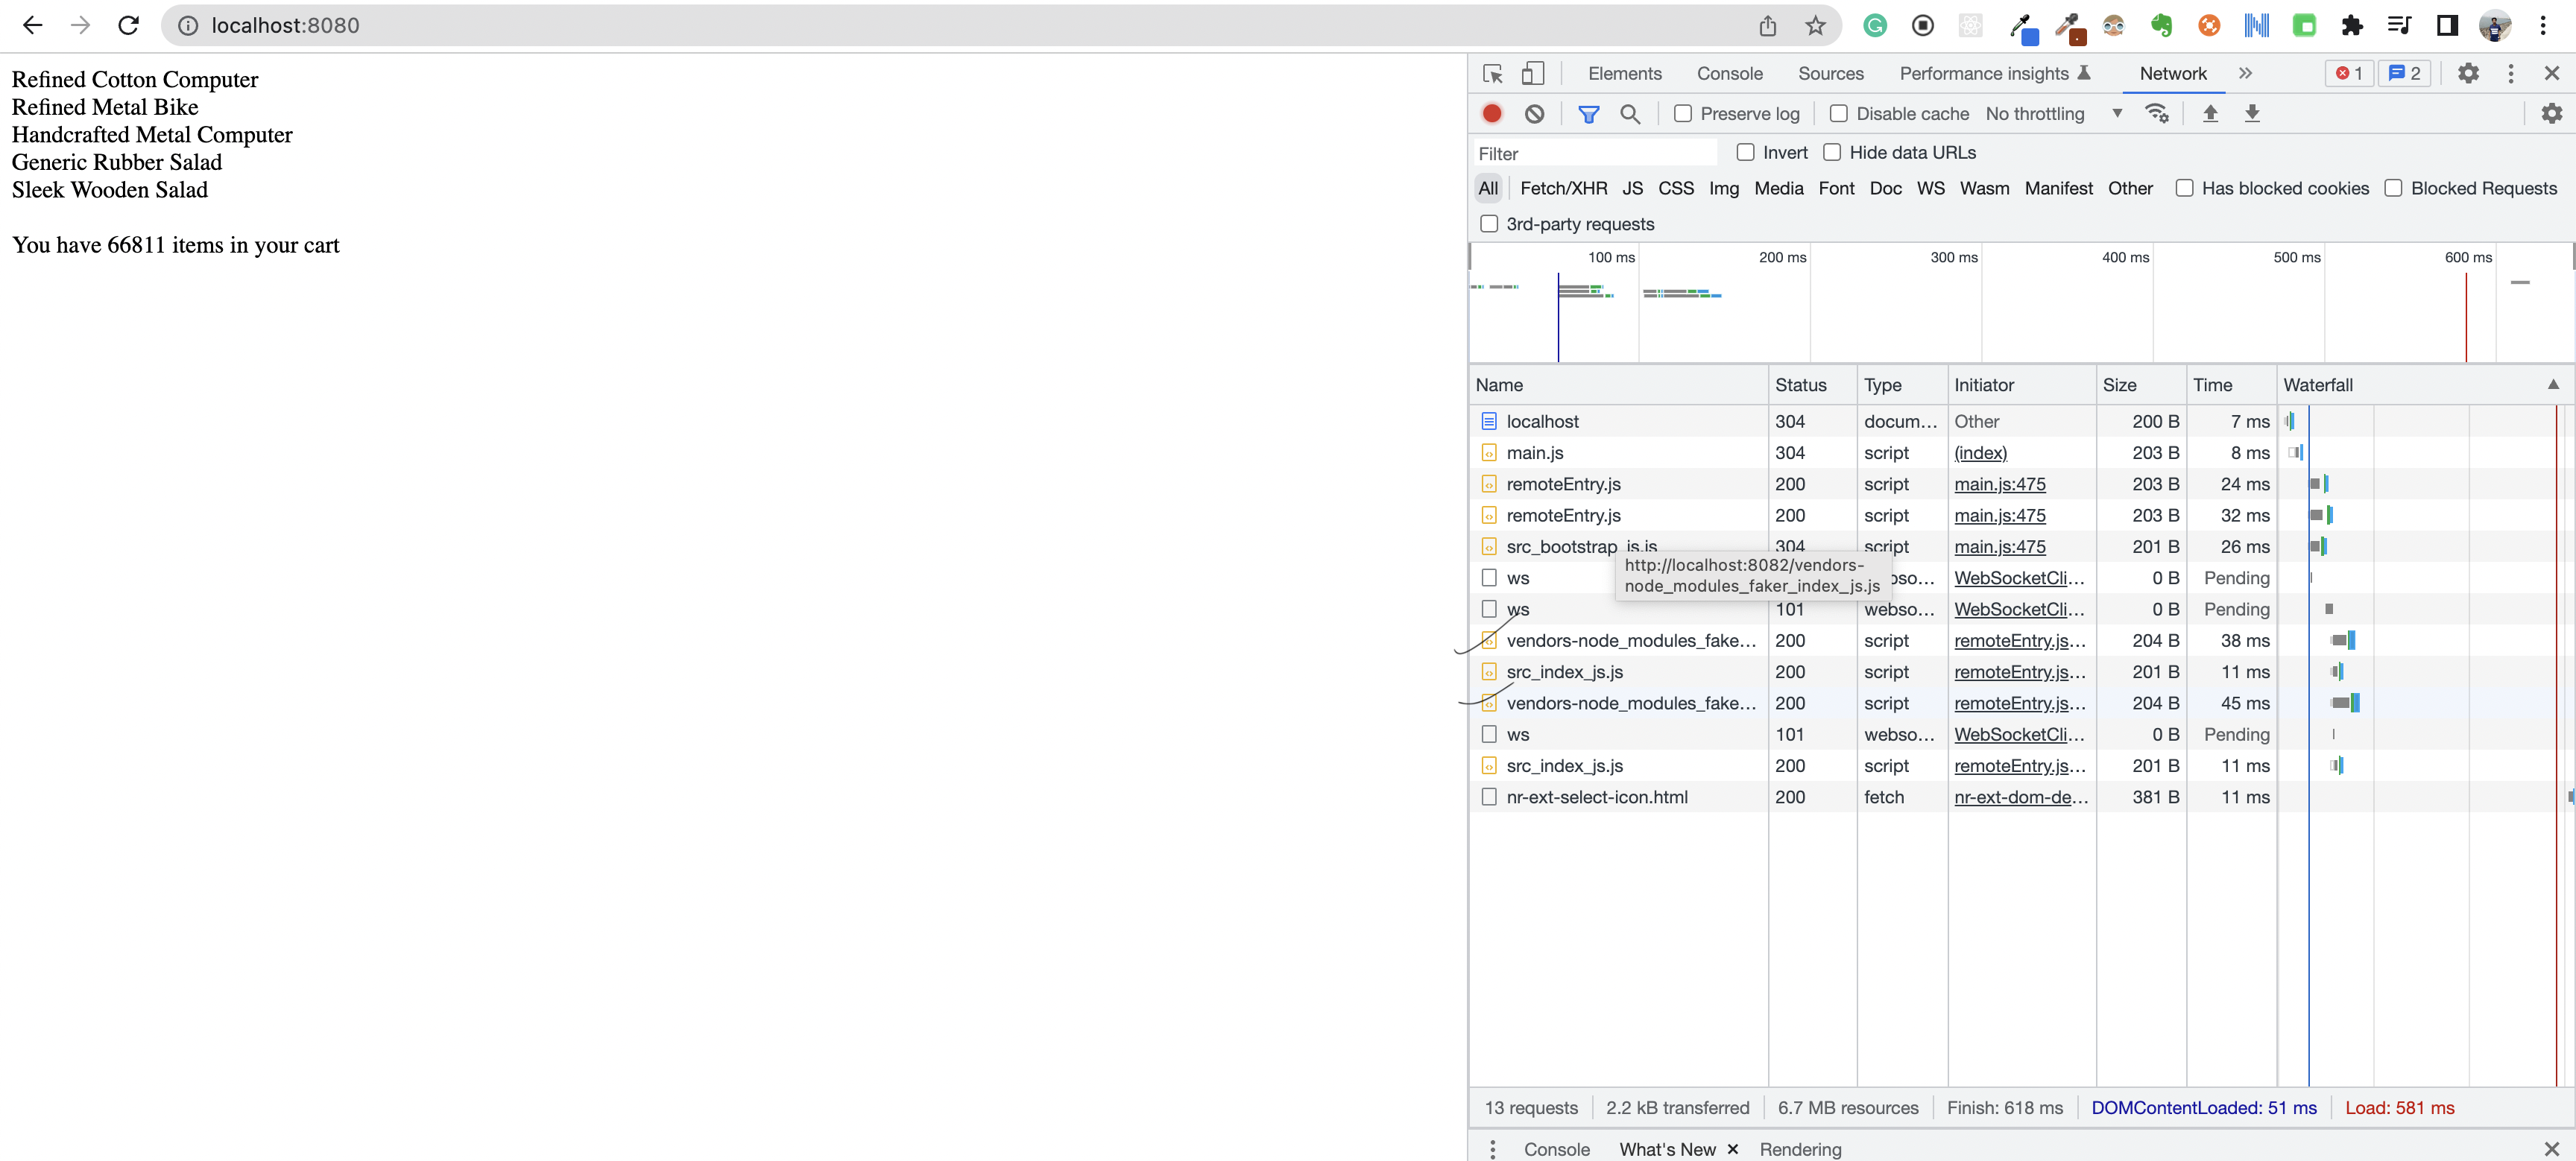 localhost:8080
Refined Cotton Computer
Refined Metal Bike
Handcrafted Metal Computer
Generic Rubber Salad
Sleek Wooden Salad
You have 66811 items in your cart
Elements Console Sources Performance insights Network 1 2
Preserve log Disable cache No throttling
Filter Invert Hide data URLs
All Fetch/XHR JS CSS Img Media Font Doc WS Wasm Manifest Other Has blocked cookies Blocked Requests
3rd-party requests
100 ms 200 ms 300 ms 400 ms 500 ms 600 ms
Name Status Type Initiator Size Time Waterfall
localhost 304 docum... Other 200 B 7 ms
main.js 304 script (index) 203 B 8 ms
remoteEntry.js 200 script main.js:475 203 B 24 ms
remoteEntry.js 200 script main.js:475 203 B 32 ms
src_bootstrap_js.js 304 script main.js:475 201 B 26 ms
http://localhost:8082/vendors-
node_modules_faker_index_js.js
ws WebSocketCli... 0 B Pending
ws 101 webso... WebSocketCli... 0 B Pending
vendors-node_modules_fake... 200 script remoteEntry.js... 204 B 38 ms
src_index_js.js 200 script remoteEntry.js... 201 B 11 ms
vendors-node_modules_fake... 200 script remoteEntry.js... 204 B 45 ms
ws 101 webso... WebSocketCli... 0 B Pending
src_index_js.js 200 script remoteEntry.js... 201 B 11 ms
nr-ext-select-icon.html 200 fetch nr-ext-dom-de... 381 B 11 ms
13 requests 2.2 kB transferred 6.7 MB resources Finish: 618 ms DOMContentLoaded: 51 ms Load: 581 ms
Console What's New Rendering